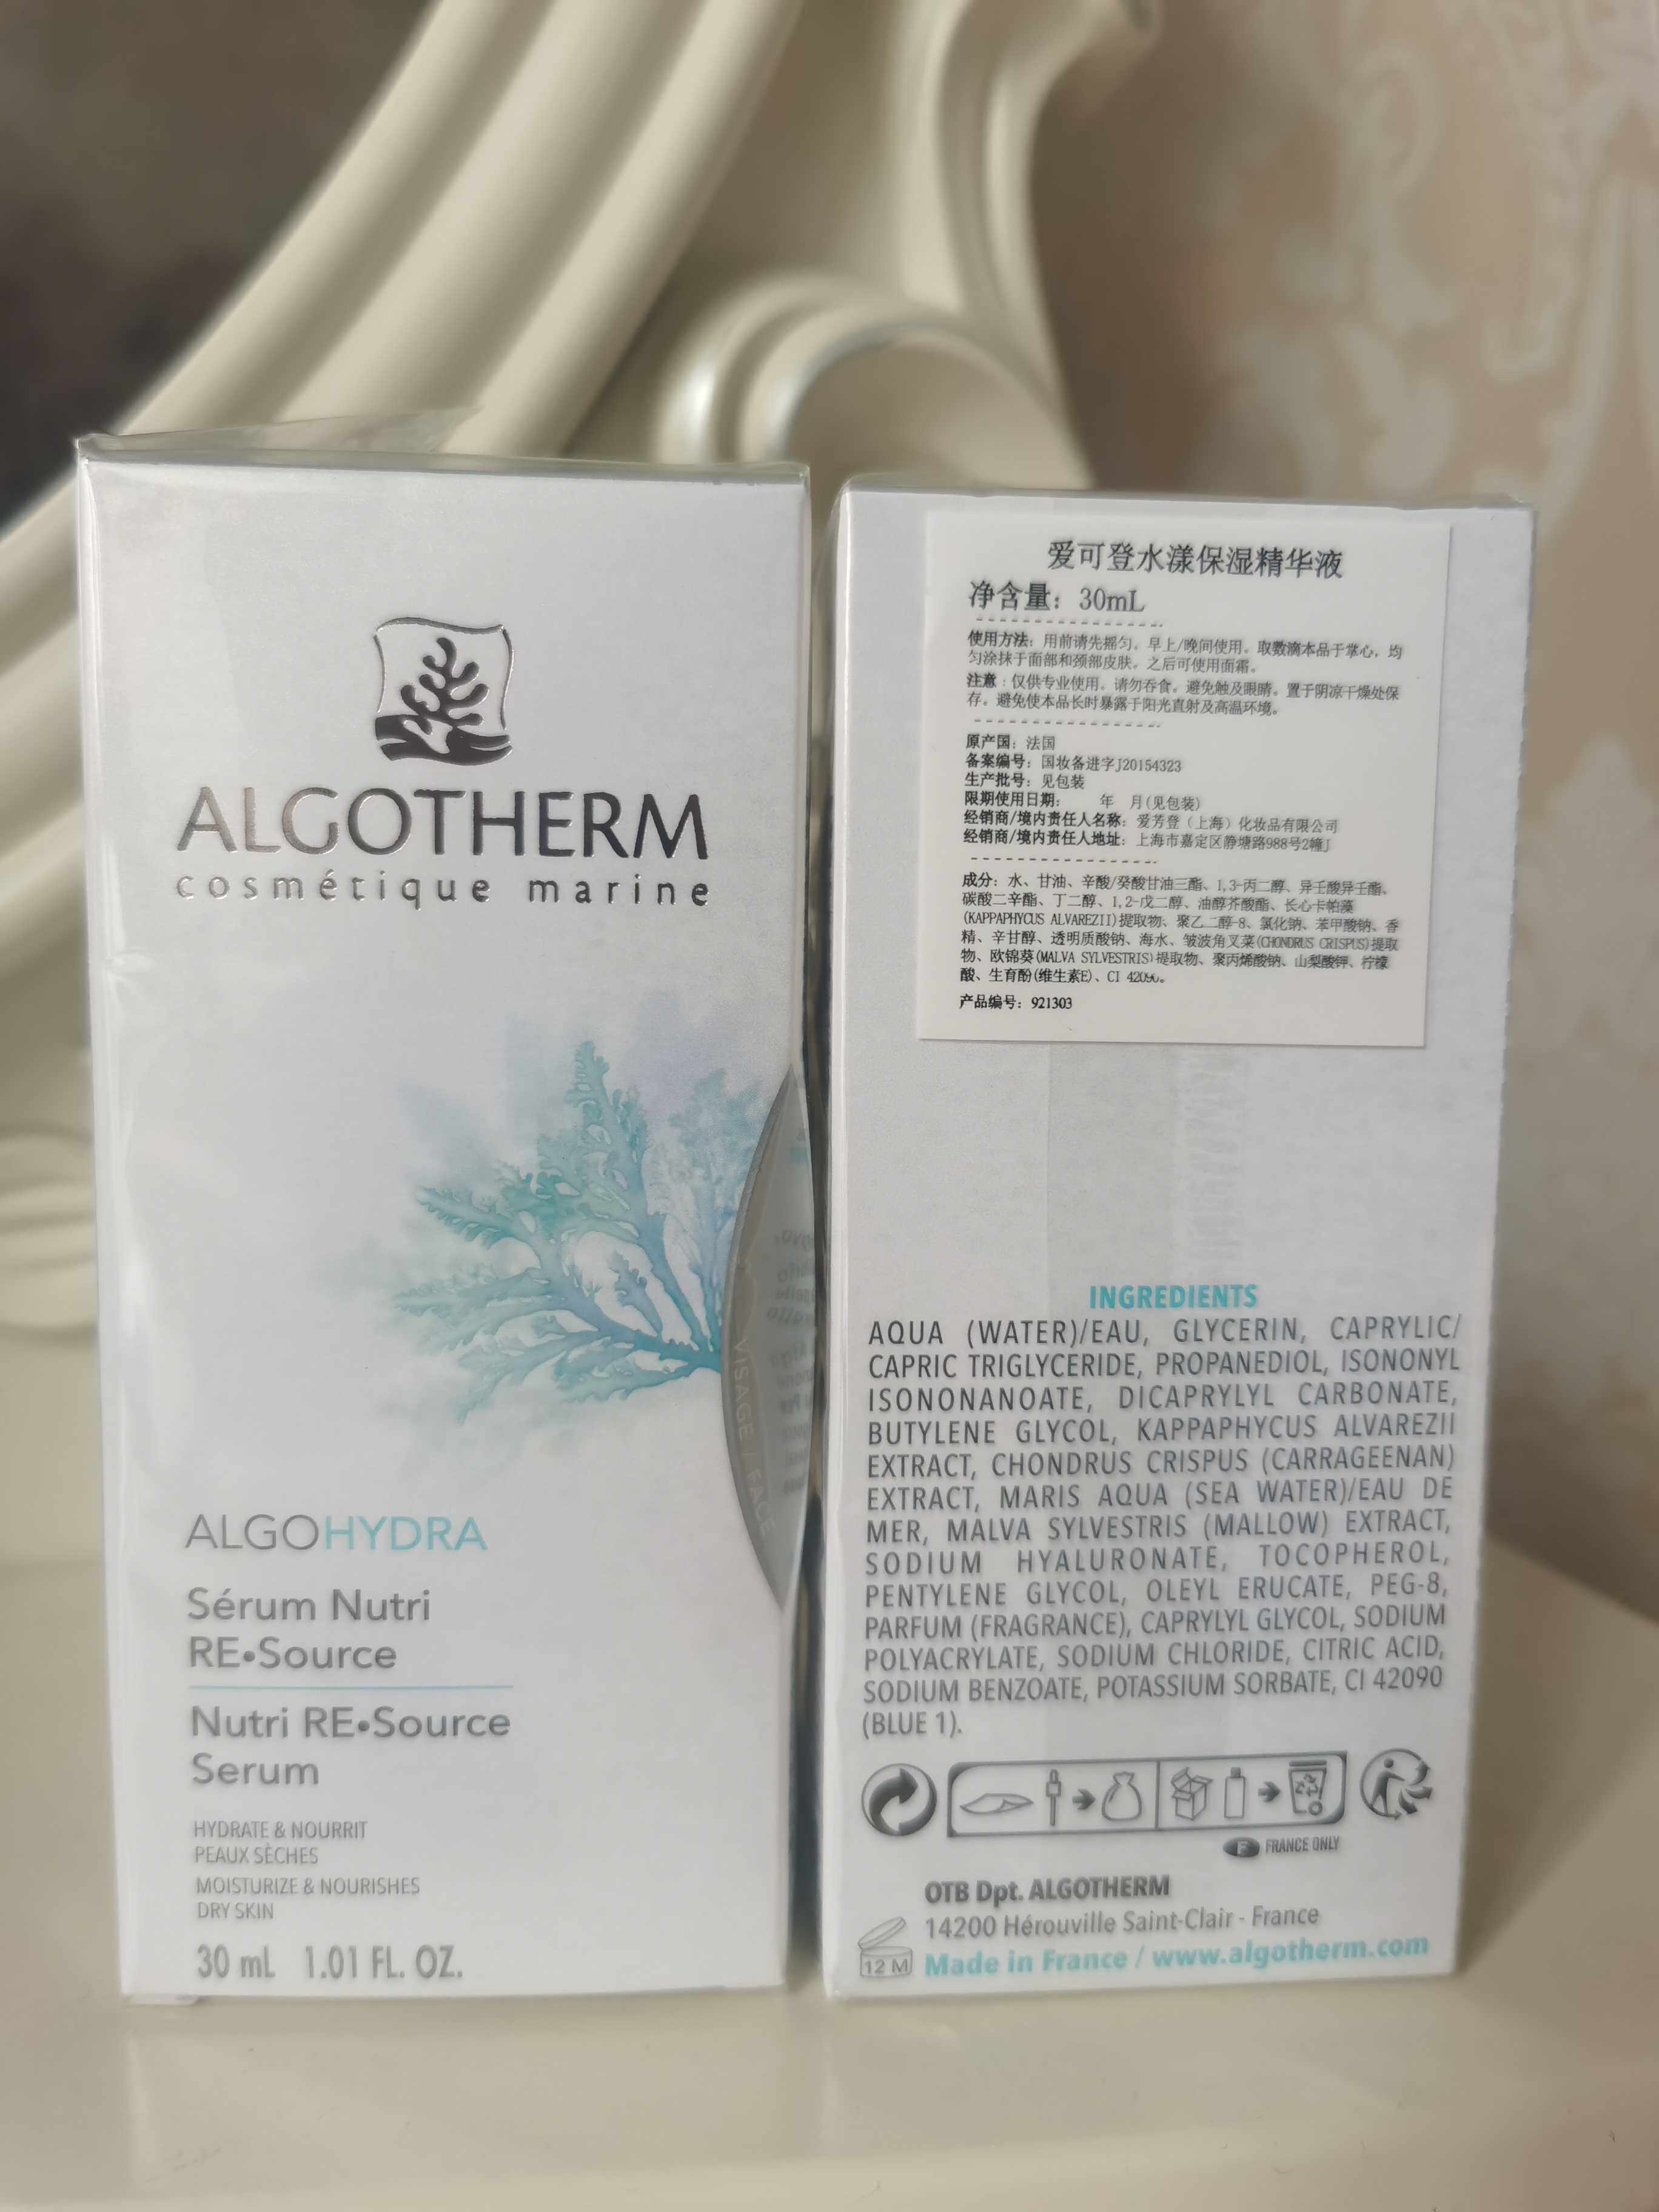 ALGOTHERM
cosmétique marine
VISAGE / FACE
ALGOHYDRA
Sérum Nutri
RE•Source
Nutri RE•Source
Serum
HYDRATE & NOURRIT
PEAUX SÈCHES
MOISTURIZE & NOURISHES
DRY SKIN
30 mL 1.01 FL. OZ.
爱可登水漾保湿精华液
净含量：30mL
使用方法：用前请先摇匀。早上/晚间使用。取数滴本品于掌心，均
匀涂抹于面部和颈部皮肤。之后可使用面霜。
注意：仅供专业使用。请勿吞食。避免触及眼睛。置于阴凉干燥处保
存。避免使本品长时暴露于阳光直射及高温环境。
原产国：法国
备案编号：国妆备进字J20154323
生产批号：见包装
限期使用日期： 年 月(见包装)
经销商/境内责任人名称：爱芳登（上海）化妆品有限公司
经销商/境内责任人地址：上海市嘉定区静塘路988号2幢J
成分：水、甘油、辛酸/癸酸甘油三酯、1,3-丙二醇、异壬酸异壬酯、
碳酸二辛酯、丁二醇、1,2-戊二醇、油醇芥酸酯、长心卡帕藻
(KAPPAPHYCUS ALVAREZII)提取物、聚乙二醇-8、氯化钠、苯甲酸钠、香
精、辛甘醇、透明质酸钠、海水、皱波角叉菜(CHONDRUS CRISPUS)提取
物、欧锦葵(MALVA SYLVESTRIS)提取物、聚丙烯酸钠、山梨酸钾、柠檬
酸、生育酚(维生素E)、CI 42090。
产品编号：921303
INGREDIENTS
AQUA (WATER)/EAU, GLYCERIN, CAPRYLIC/
CAPRIC TRIGLYCERIDE, PROPANEDIOL, ISONONYL
ISONONANOATE, DICAPRYLYL CARBONATE,
BUTYLENE GLYCOL, KAPPAPHYCUS ALVAREZII
EXTRACT, CHONDRUS CRISPUS (CARRAGEENAN)
EXTRACT, MARIS AQUA (SEA WATER)/EAU DE
MER, MALVA SYLVESTRIS (MALLOW) EXTRACT,
SODIUM HYALURONATE, TOCOPHEROL,
PENTYLENE GLYCOL, OLEYL ERUCATE, PEG-8,
PARFUM (FRAGRANCE), CAPRYLYL GLYCOL, SODIUM
POLYACRYLATE, SODIUM CHLORIDE, CITRIC ACID,
SODIUM BENZOATE, POTASSIUM SORBATE, CI 42090
(BLUE 1).
F FRANCE ONLY
OTB Dpt. ALGOTHERM
14200 Hérouville Saint-Clair - France
12 M Made in France / www.algotherm.com